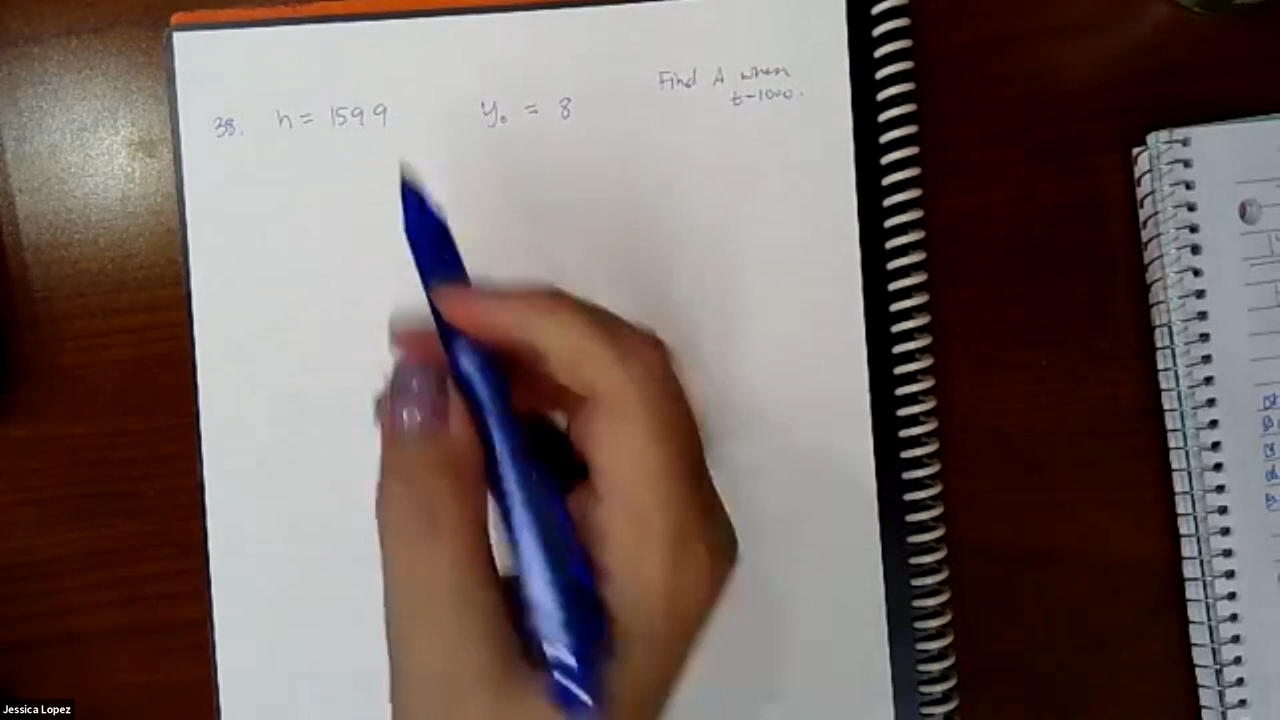 38. h = 1599 y₀ = 8 Find A when
t=1000.
Jessica Lopez